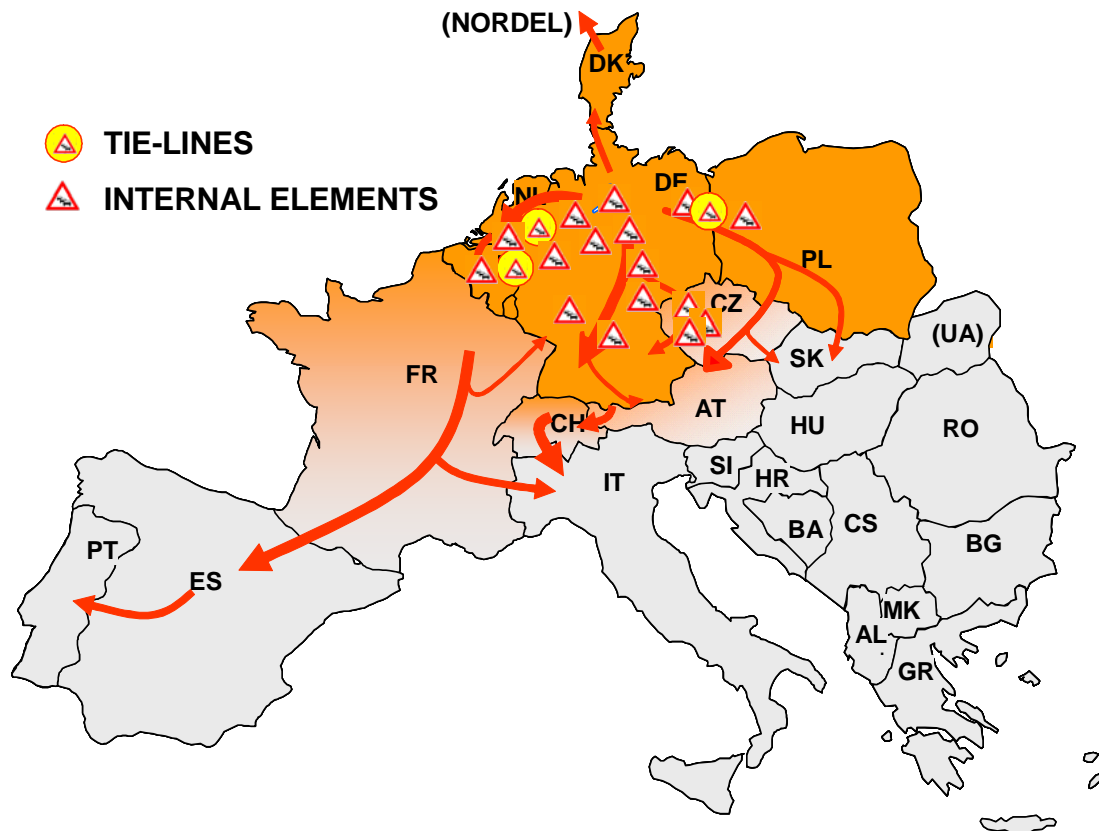 (NORDEL)
DK
TIE-LINES
INTERNAL ELEMENTS
NL
DE
PL
CZ
(UA)
SK
FR
AT
CH
HU
RO
SI
HR
IT
BA
CS
BG
PT
ES
MK
AL
GR